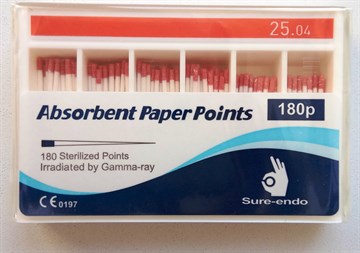 25.04
Absorbent Paper Points
180p
180 Sterilized Points
Irradiated by Gamma-ray
CE 0197
Sure-endo